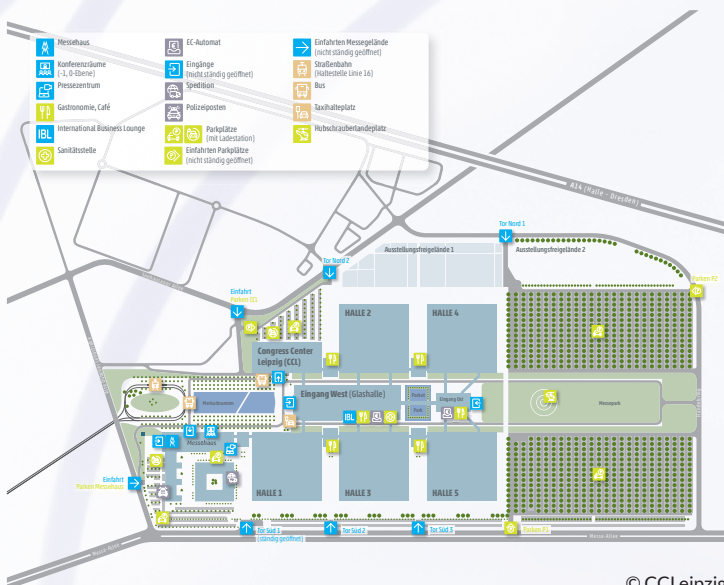 Messehaus
Konferenzräume
(-1, 0-Ebene)
Pressezentrum
Gastronomie, Café
IBL
International Business Lounge
Sanitätsstelle
EC-Automat
Eingänge
(nicht ständig geöffnet)
Spedition
Polizeiposten
Parkplätze
(mit Ladestation)
Einfahrten Parkplätze
(nicht ständig geöffnet)
Einfahrten Messegelände
(nicht ständig geöffnet)
Straßenbahn
(Haltestelle Linie 16)
Bus
Taxihalteplatz
Hubschrauberlandeplatz
A14 (Halle - Dresden)
Tor Nord 1
Ausstellungsfreigelände 1
Ausstellungsfreigelände 2
Tor Nord 2
Parken P2
Einfahrt
Parken CCL
HALLE 2
HALLE 4
Congress Center
Leipzig (CCL)
Eingang West (Glashalle)
Eingang Ost
Messepark
IBL
Messehaus
Einfahrt
Parken Messehaus
HALLE 1
HALLE 3
HALLE 5
Tor Süd 1
(ständig geöffnet)
Tor Süd 2
Tor Süd 3
Parken P1
Messe-Allee
© CCLeipzig